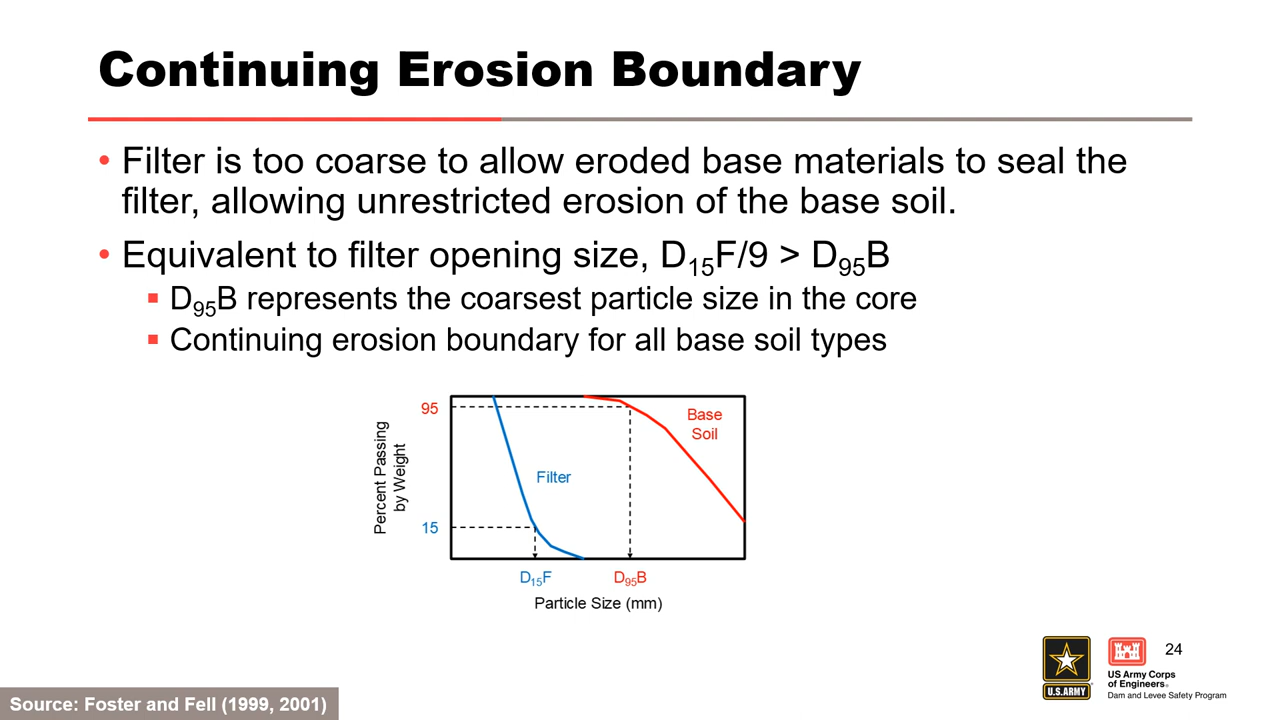 Continuing Erosion Boundary
• Filter is too coarse to allow eroded base materials to seal the
filter, allowing unrestricted erosion of the base soil.
• Equivalent to filter opening size, D15F/9 > D95B
▪ D95B represents the coarsest particle size in the core
▪ Continuing erosion boundary for all base soil types
95
Base
Soil
Percent Passing
by Weight
Filter
15
D15F
D95B
Particle Size (mm)
24
U.S.ARMY
US Army Corps
of Engineers®
Dam and Levee Safety Program
Source: Foster and Fell (1999, 2001)